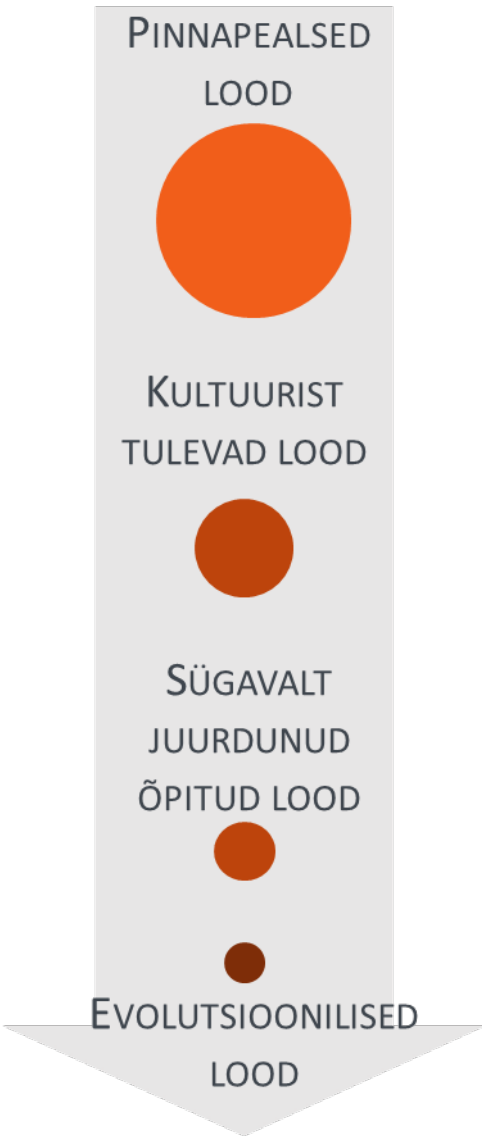 PINNAPEALSED
LOOD
KULTUURIST
TULEVAD LOOD
SÜGAVALT
JUURDUNUD
ÕPITUD LOOD
EVOLUTSIOONILISED
LOOD